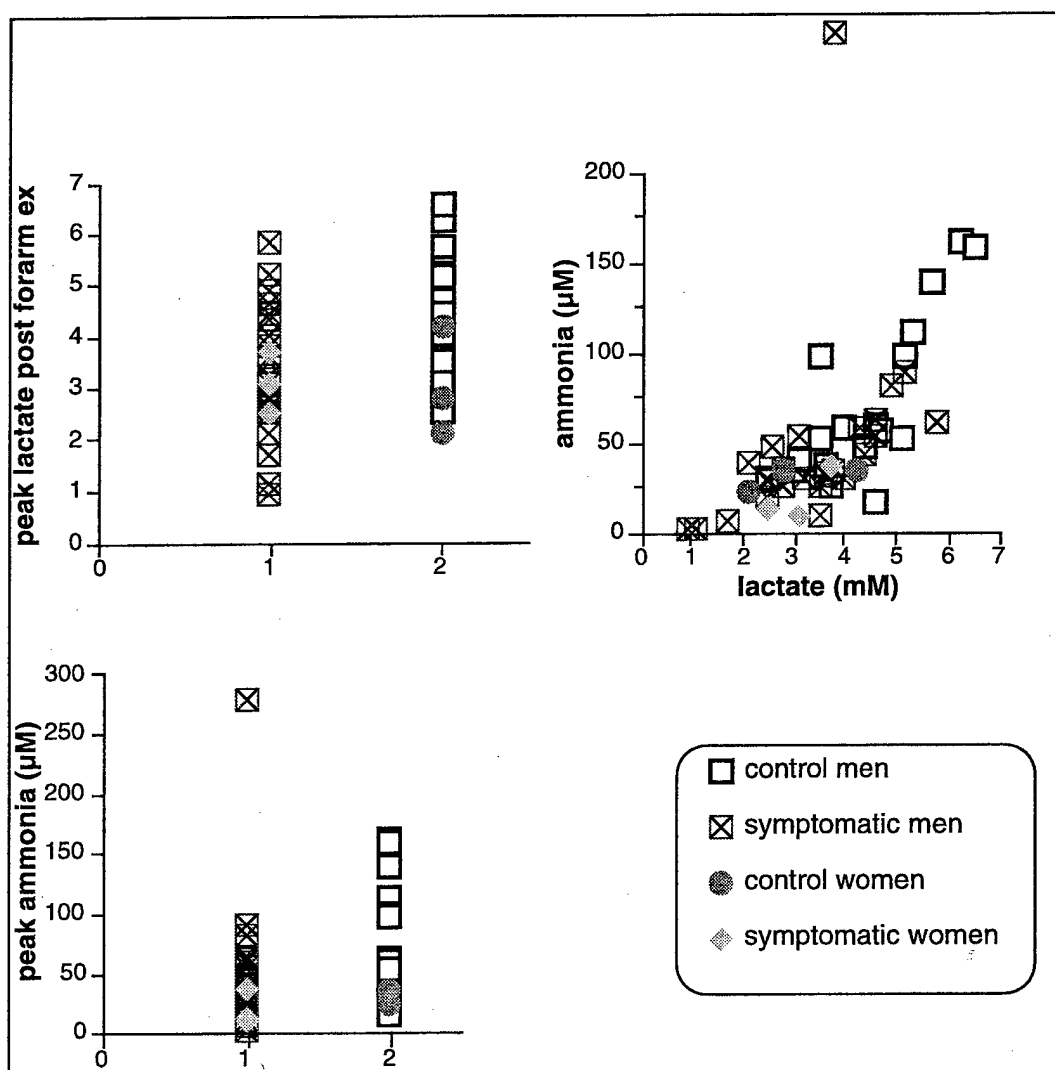 peak lactate post forarm ex
7
6
5
4
3
2
1
0
0 1 2
ammonia (µM)
200
150
100
50
0
0 1 2 3 4 5 6 7
lactate (mM)
peak ammonia (µM)
300
250
200
150
100
50
0
0 1 2
control men
symptomatic men
control women
symptomatic women